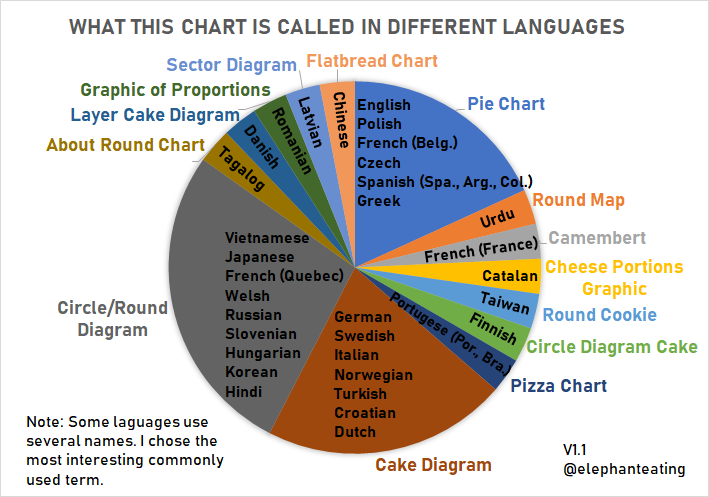 WHAT THIS CHART IS CALLED IN DIFFERENT LANGUAGES
Flatbread Chart
Sector Diagram
Graphic of Proportions
Layer Cake Diagram
About Round Chart
Pie Chart
Round Map
Camembert
Cheese Portions
Graphic
Round Cookie
Circle Diagram Cake
Pizza Chart
Cake Diagram
Circle/Round
Diagram
Chinese
Latvian
Romanian
Danish
Tagalog
English
Polish
French (Belg.)
Czech
Spanish (Spa., Arg., Col.)
Greek
Urdu
French (France)
Catalan
Taiwan
Finnish
Portugese (Por., Bra.)
German
Swedish
Italian
Norwegian
Turkish
Croatian
Dutch
Vietnamese
Japanese
French (Quebec)
Welsh
Russian
Slovenian
Hungarian
Korean
Hindi
Note: Some laguages use
several names. I chose the
most interesting commonly
used term.
V1.1
@elephanteating